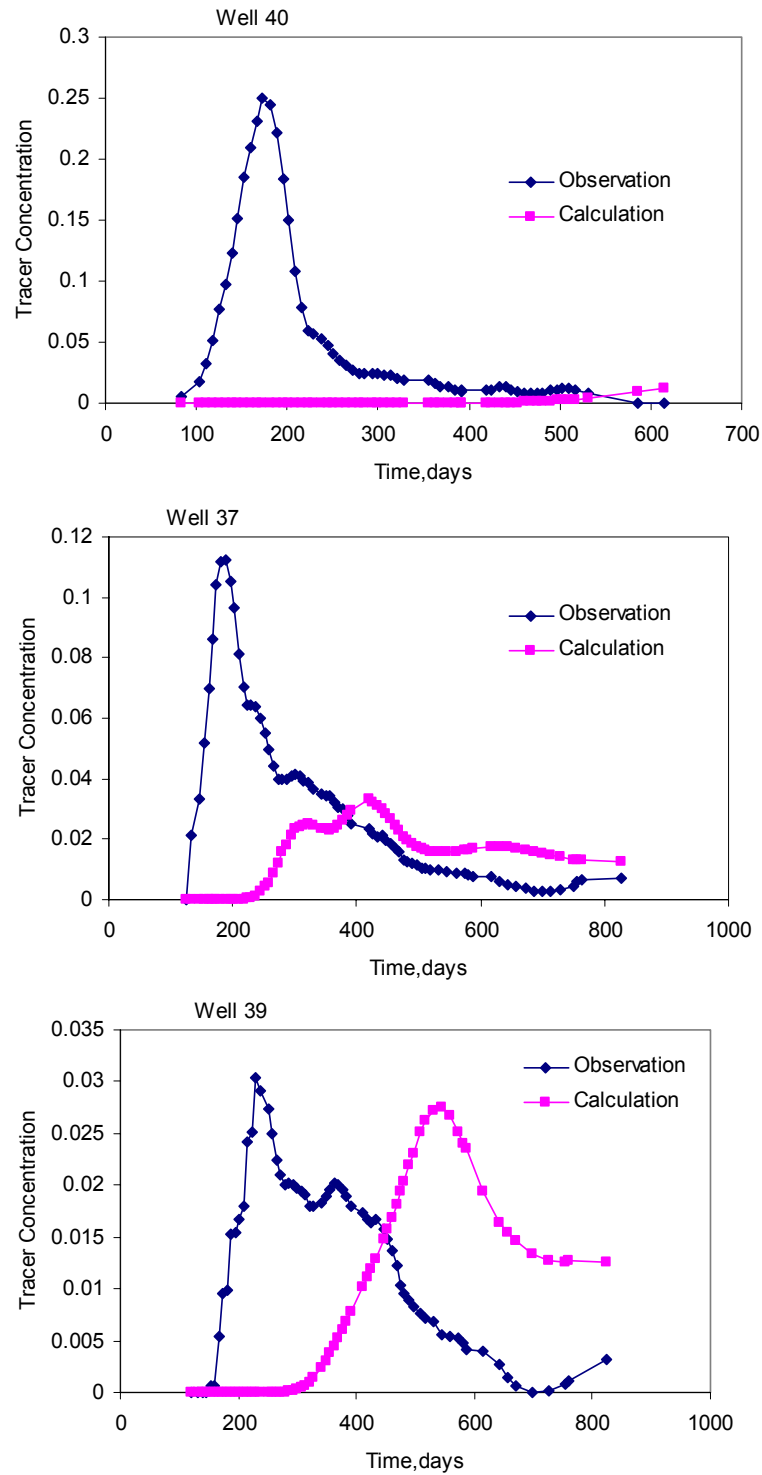 Well 40
0.3
0.25
0.2
0.15
0.1
0.05
0
Tracer Concentration
Observation
Calculation
0 100 200 300 400 500 600 700
Time,days
Well 37
0.12
0.1
0.08
0.06
0.04
0.02
0
Tracer Concentration
Observation
Calculation
0 200 400 600 800 1000
Time,days
Well 39
0.035
0.03
0.025
0.02
0.015
0.01
0.005
0
Tracer Concentration
Observation
Calculation
0 200 400 600 800 1000
Time,days